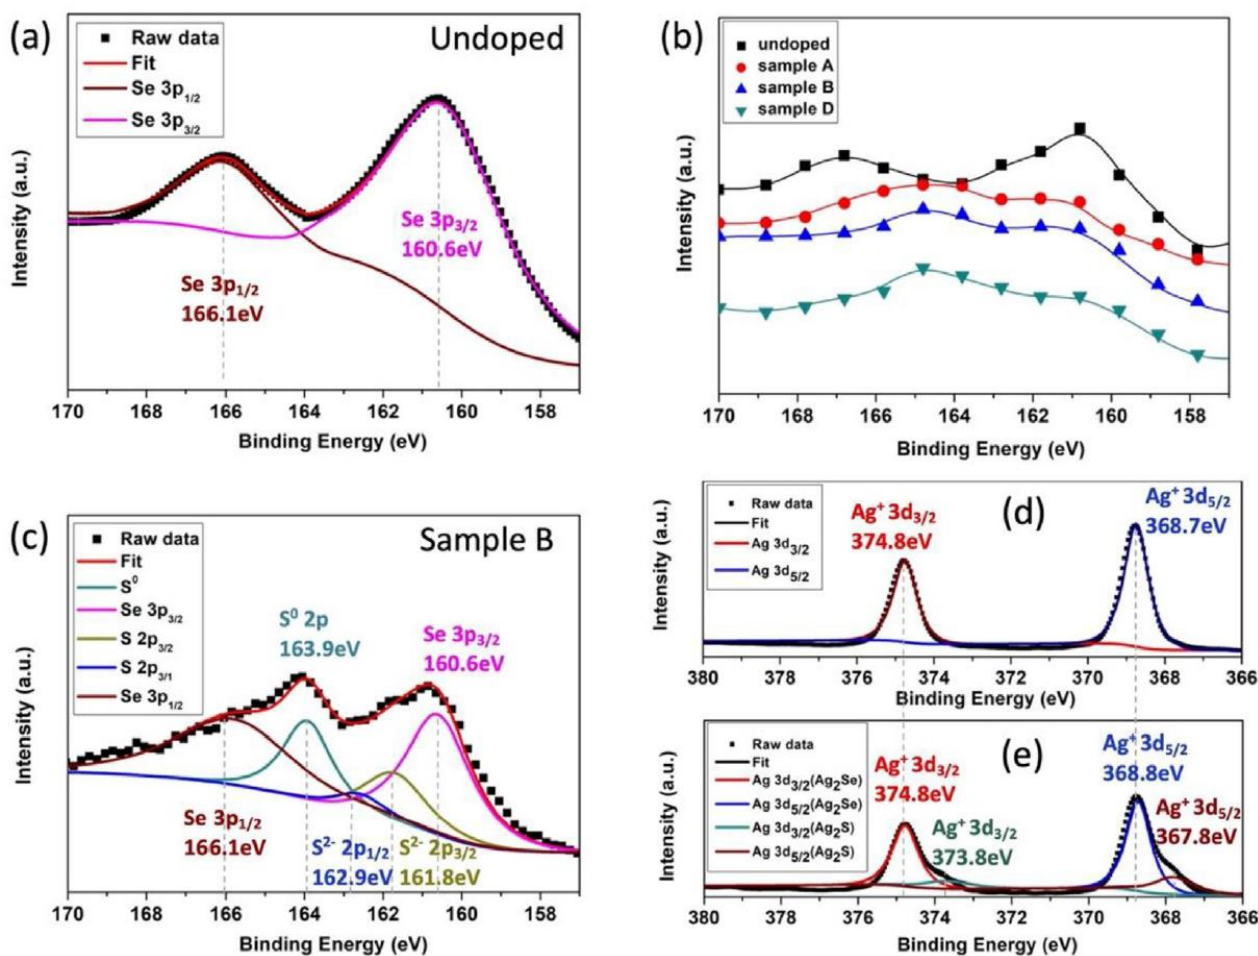 (a)
Raw data
Fit
Se 3p1/2
Se 3p3/2
Undoped
Se 3p3/2
160.6eV
Se 3p1/2
166.1eV
Intensity (a.u.)
170 168 166 164 162 160 158
Binding Energy (eV)
(b)
undoped
sample A
sample B
sample D
Intensity (a.u.)
170 168 166 164 162 160 158
Binding Energy (eV)
(c)
Raw data
Fit
S0
Se 3p3/2
S 2p3/2
S 2p3/1
Se 3p1/2
Sample B
S0 2p
163.9eV
Se 3p3/2
160.6eV
Se 3p1/2
166.1eV
S2- 2p1/2
162.9eV
S2- 2p3/2
161.8eV
Intensity (a.u.)
170 168 166 164 162 160 158
Binding Energy (eV)
Raw data
Fit
Ag 3d3/2
Ag 3d5/2
Ag+ 3d3/2
374.8eV
(d)
Ag+ 3d5/2
368.7eV
Intensity (a.u.)
380 378 376 374 372 370 368 366
Binding Energy (eV)
Raw data
Fit
Ag 3d3/2(Ag2Se)
Ag 3d5/2(Ag2Se)
Ag 3d3/2(Ag2S)
Ag 3d5/2(Ag2S)
Ag+ 3d3/2
374.8eV
Ag+ 3d3/2
373.8eV
(e)
Ag+ 3d5/2
368.8eV
Ag+ 3d5/2
367.8eV
Intensity (a.u.)
380 378 376 374 372 370 368 366
Binding Energy (eV)